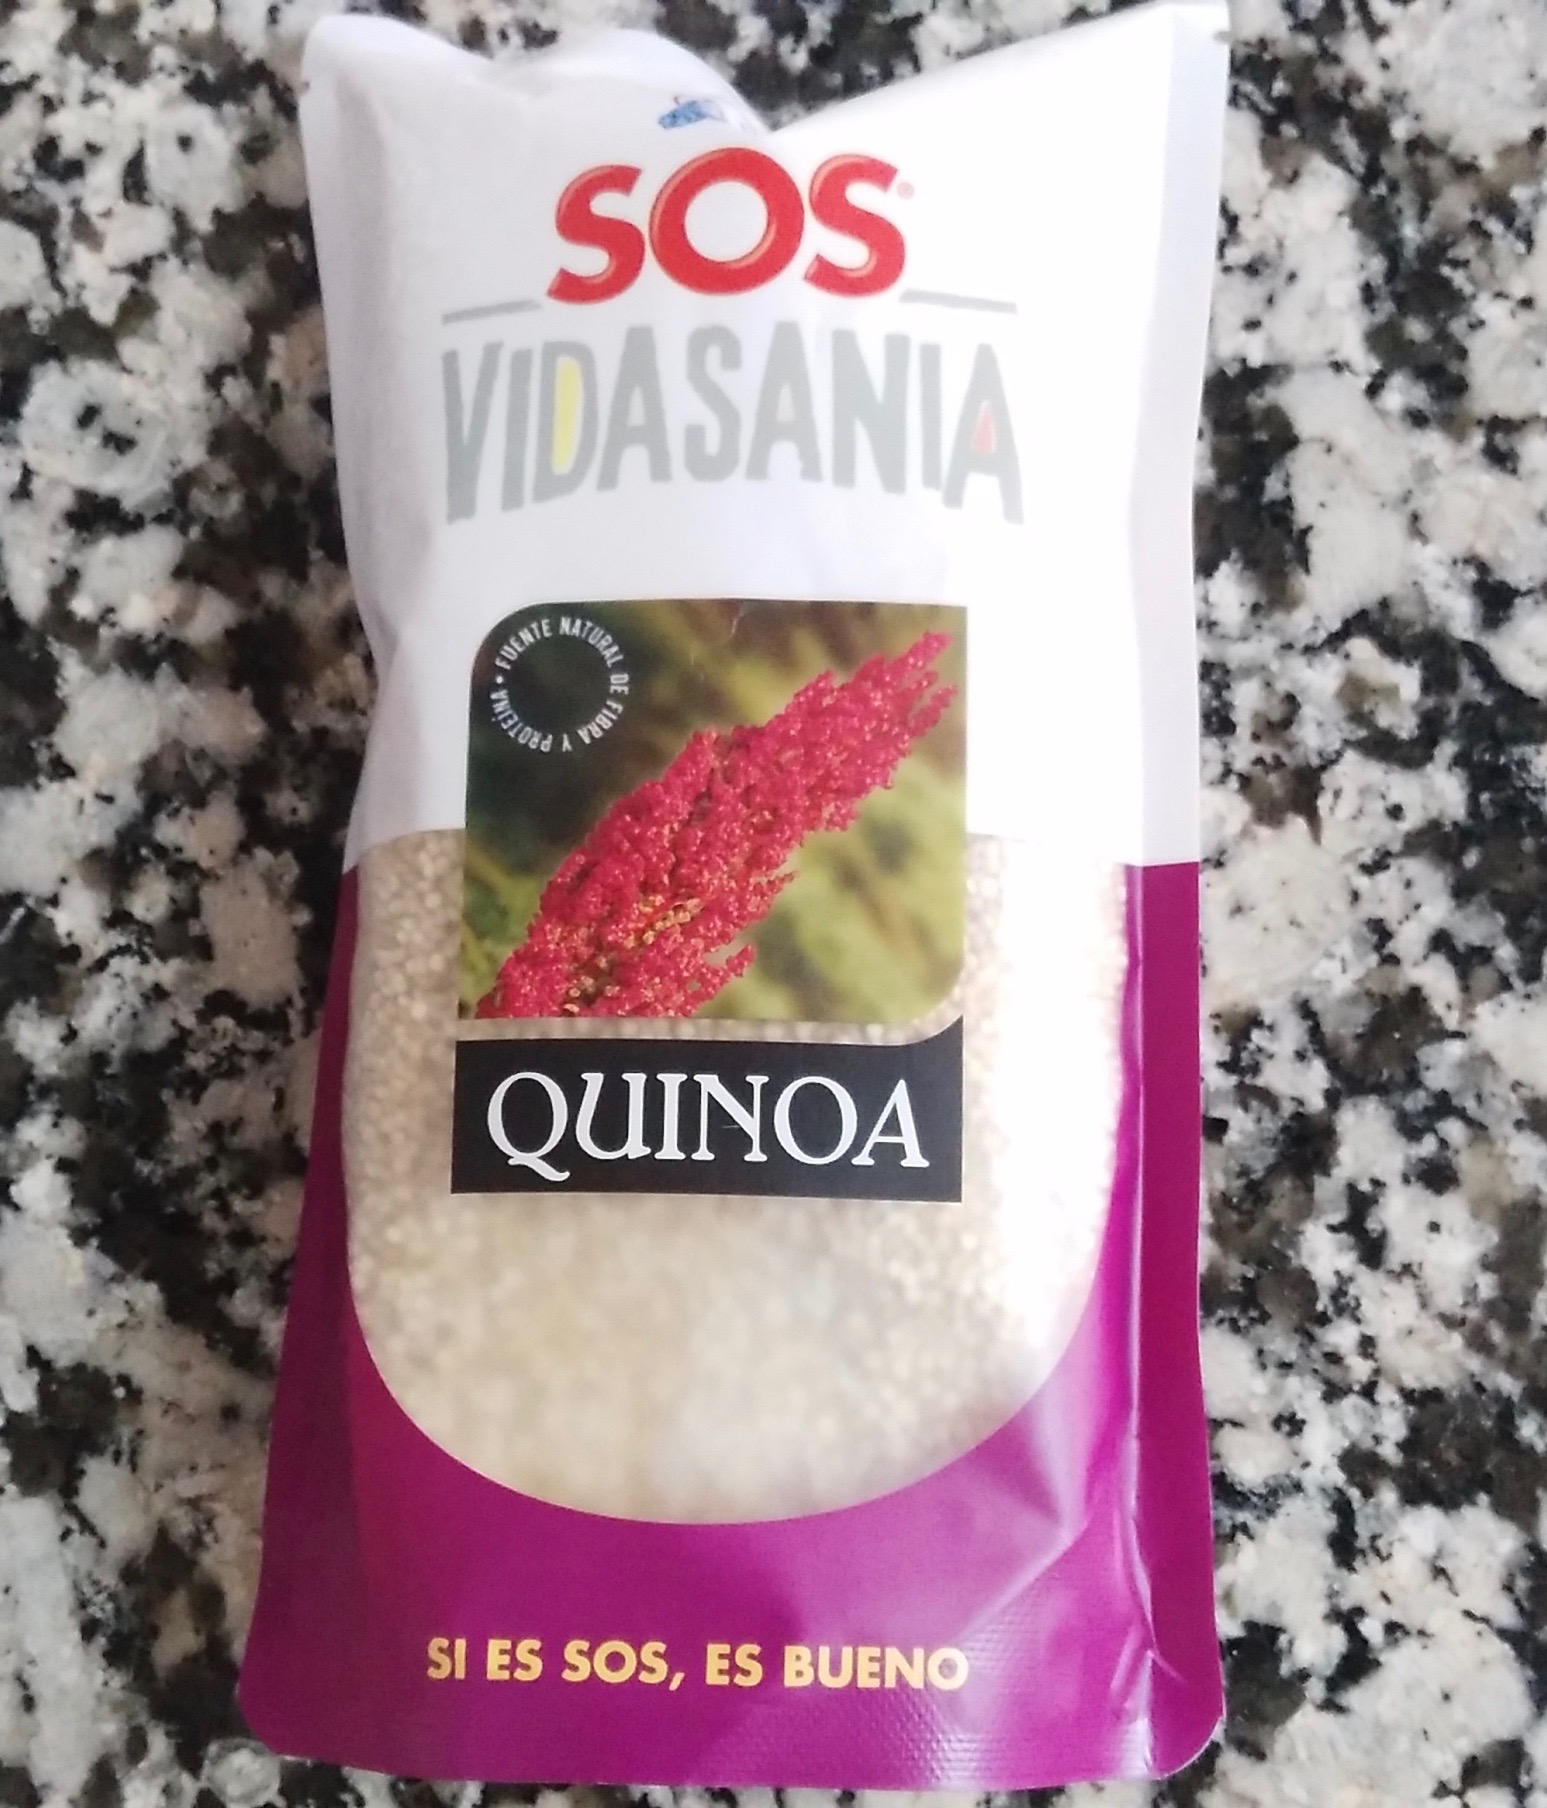 SOS
VIDASANIA
FUENTE NATURAL DE FIBRA Y PROTEÍNA •
QUINOA
SI ES SOS, ES BUENO